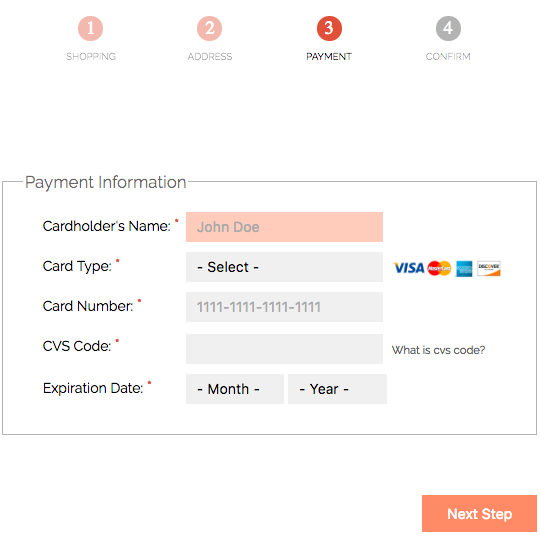 1 2 3 4
SHOPPING ADDRESS PAYMENT CONFIRM
Payment Information
Cardholder's Name: * John Doe
Card Type: * - Select - VISA MasterCard DISCOVER
Card Number: * 1111-1111-1111-1111
CVS Code: * What is cvs code?
Expiration Date: * - Month - - Year -
Next Step